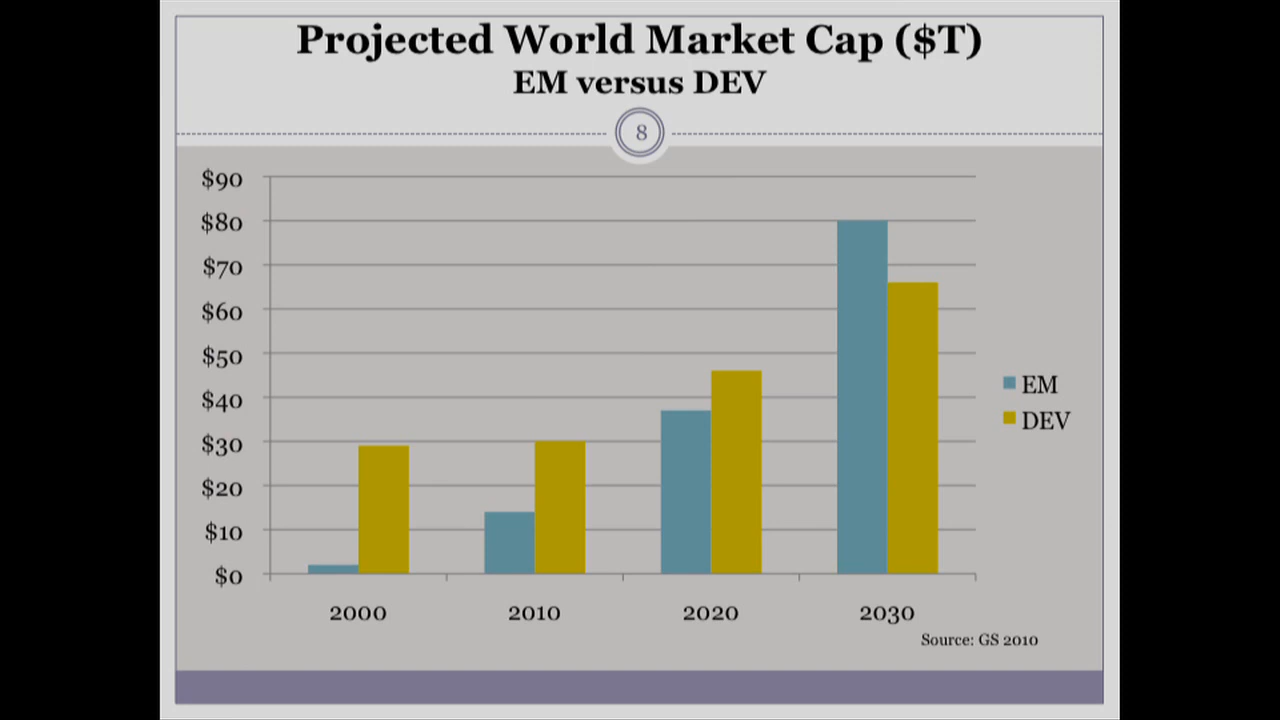 Projected World Market Cap ($T)
EM versus DEV
8
$90
$80
$70
$60
$50
$40
$30
$20
$10
$0
EM
DEV
2000 2010 2020 2030
Source: GS 2010